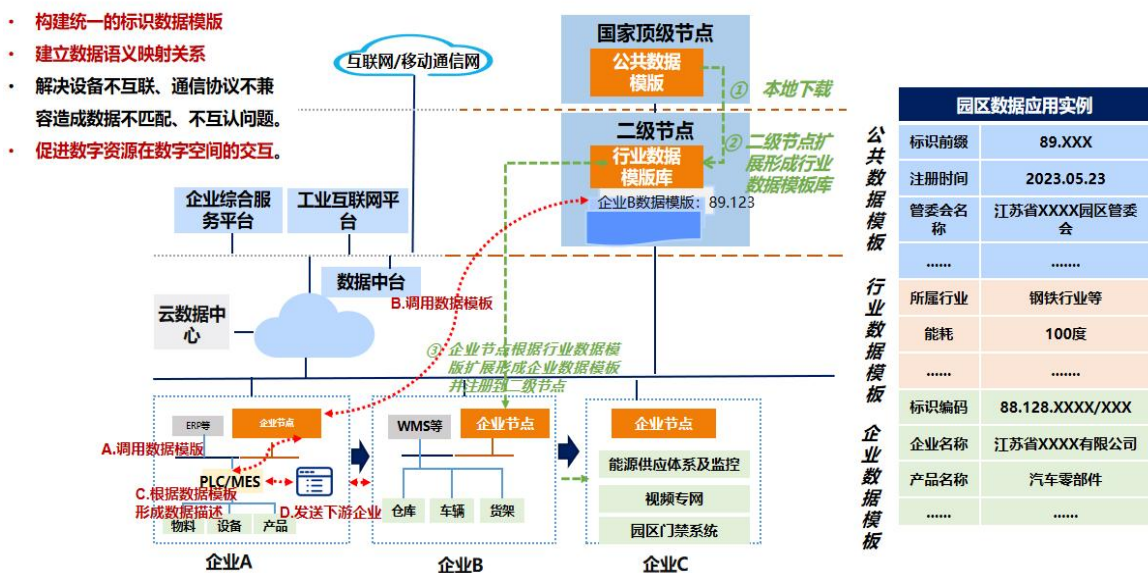 • 构建统一的标识数据模版
• 建立数据语义映射关系
• 解决设备不互联、通信协议不兼
容造成数据不匹配、不互认问题。
• 促进数字资源在数字空间的交互。
互联网/移动通信网
国家顶级节点
公共数据
模版
① 本地下载
二级节点
行业数据
模版库
② 二级节点扩
展形成行业
数据模板库
企业B数据模版：89.123
企业综合服
务平台
工业互联网平
台
数据中台
云数据中
心
B.调用数据模板
③ 企业节点根据行业数据模
版扩展形成企业数据模板
并注册到二级节点
ERP等
企业节点
A.调用数据模版
PLC/MES
C.根据数据模板
形成数据描述
D.发送下游企业
物料
设备
产品
企业A
WMS等
企业节点
仓库
车辆
货架
企业B
企业节点
能源供应体系及监控
视频专网
园区门禁系统
企业C
园区数据应用实例
公共数据模板
标识前缀 89.XXX
注册时间 2023.05.23
管委会名
称 江苏省XXXX园区管委
会
...... .......
行业数据模板
所属行业 钢铁行业等
能耗 100度
...... .......
企业数据模板
标识编码 88.128.XXXX/XXX
企业名称 江苏省XXXX有限公司
产品名称 汽车零部件
...... ......